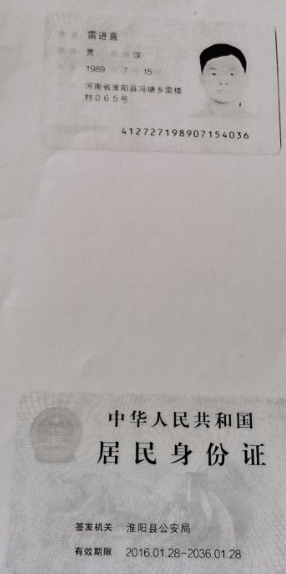 雷进喜
男 汉
1989 7 15
河南省淮阳县冯塘乡雷楼
村065号
412727198907154036
中华人民共和国
居民身份证
签发机关 淮阳县公安局
有效期限 2016.01.28-2036.01.28